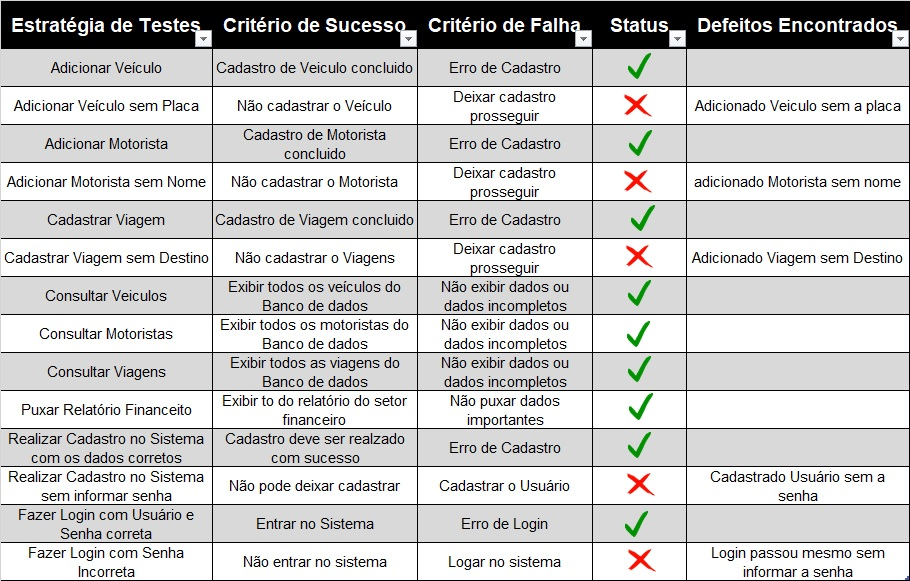 Estratégia de Testes Critério de Sucesso Critério de Falha Status Defeitos Encontrados
Adicionar Veículo Cadastro de Veiculo concluido Erro de Cadastro
Adicionar Veículo sem Placa Não cadastrar o Veículo Deixar cadastro
prosseguir Adicionado Veiculo sem a placa
Adicionar Motorista Cadastro de Motorista
concluido Erro de Cadastro
Adicionar Motorista sem Nome Não cadastrar o Motorista Deixar cadastro
prosseguir adicionado Motorista sem nome
Cadastrar Viagem Cadastro de Viagem concluido Erro de Cadastro
Cadastrar Viagem sem Destino Não cadastrar o Viagens Deixar cadastro
prosseguir Adicionado Viagem sem Destino
Consultar Veiculos Exibir todos os veículos do
Banco de dados Não exibir dados ou
dados incompletos
Consultar Motoristas Exibir todos os motoristas do
Banco de dados Não exibir dados ou
dados incompletos
Consultar Viagens Exibir todos as viagens do
Banco de dados Não exibir dados ou
dados incompletos
Puxar Relatório Financeito Exibir to do relatório do setor
financeiro Não puxar dados
importantes
Realizar Cadastro no Sistema
com os dados corretos Cadastro deve ser realzado
com sucesso Erro de Cadastro
Realizar Cadastro no Sistema
sem informar senha Não pode deixar cadastrar Cadastrar o Usuário Cadastrado Usuário sem a
senha
Fazer Login com Usuário e
Senha correta Entrar no Sistema Erro de Login
Fazer Login com Senha
Incorreta Não entrar no sistema Logar no sistema Login passou mesmo sem
informar a senha